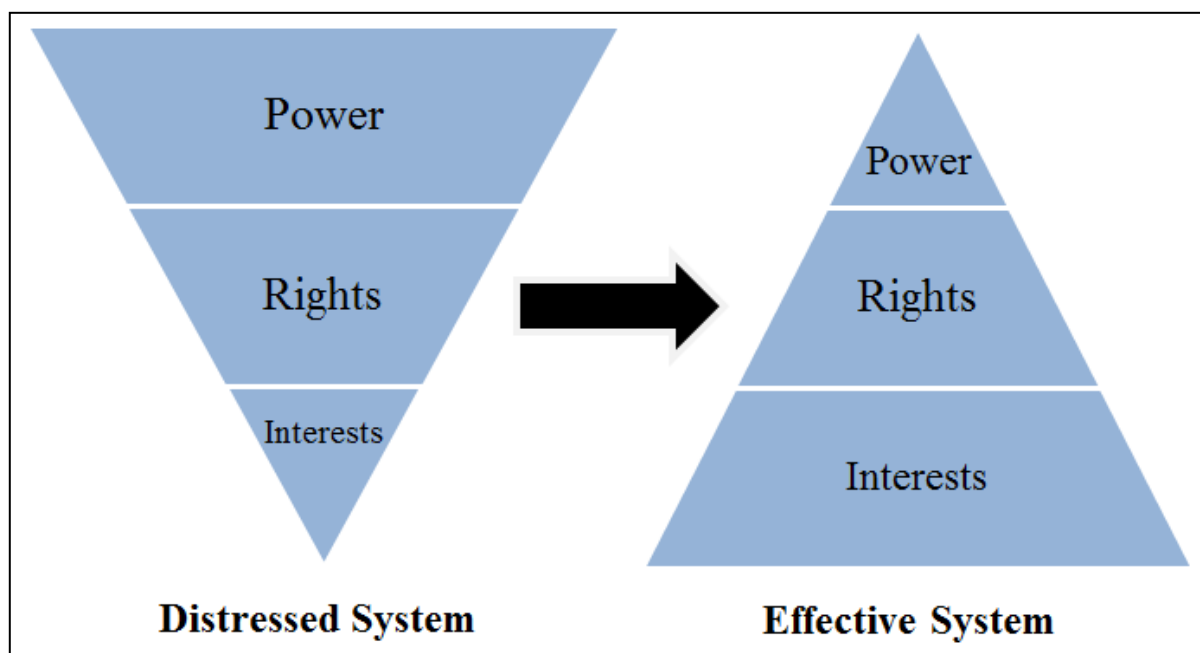 Power
Rights
Interests
Distressed System
Power
Rights
Interests
Effective System